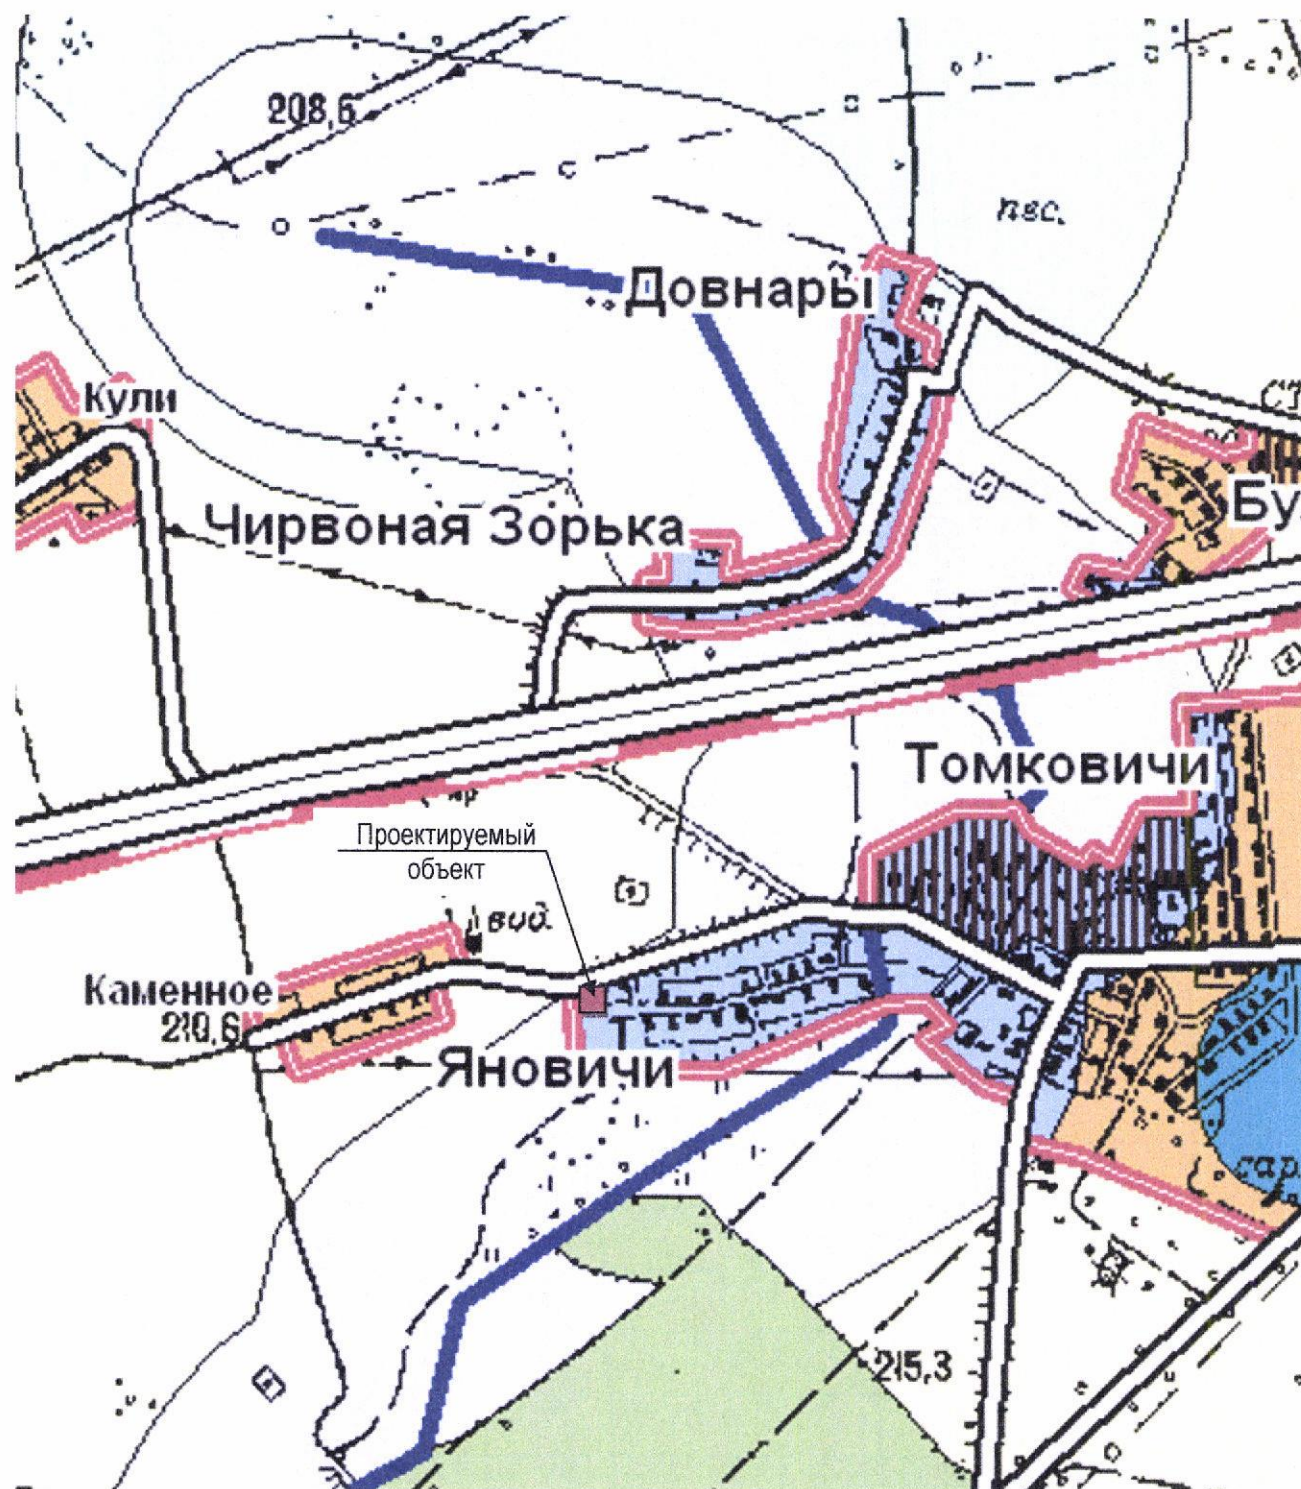 208,6
пес.
Довнары
Кули
Чирвоная Зорька
Бу
Томковичи
Проектируемый
объект
вод.
Каменное
210,6
Яновичи
сар
215,3